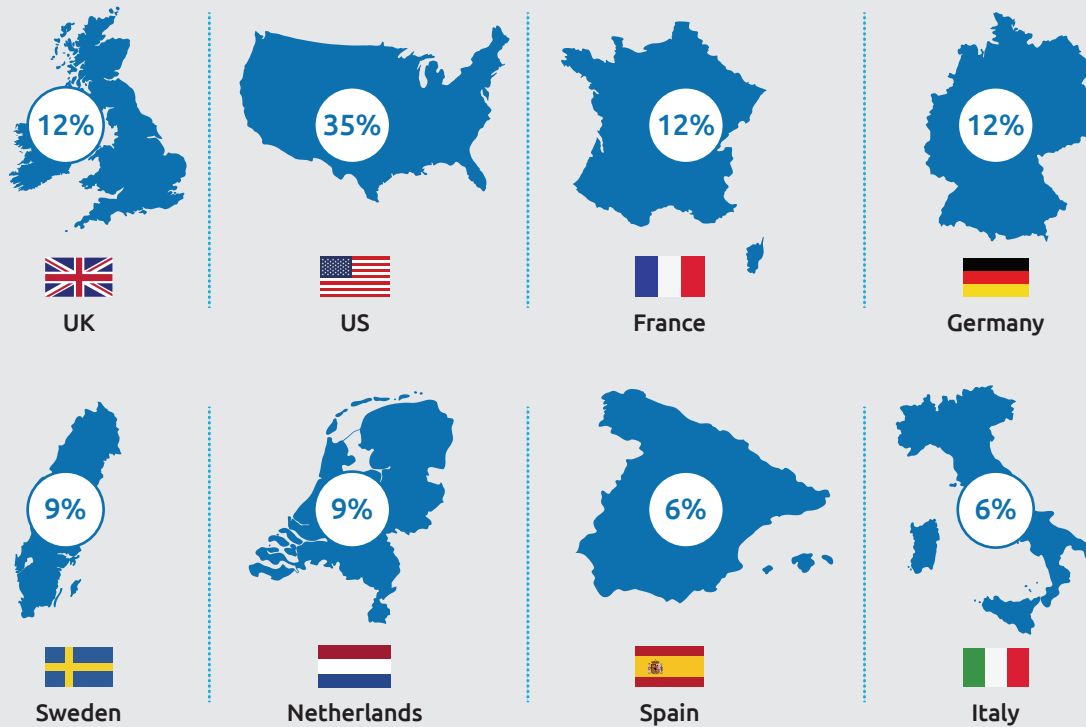 12%
35%
12%
12%
UK
US
France
Germany
9%
9%
6%
6%
Sweden
Netherlands
Spain
Italy